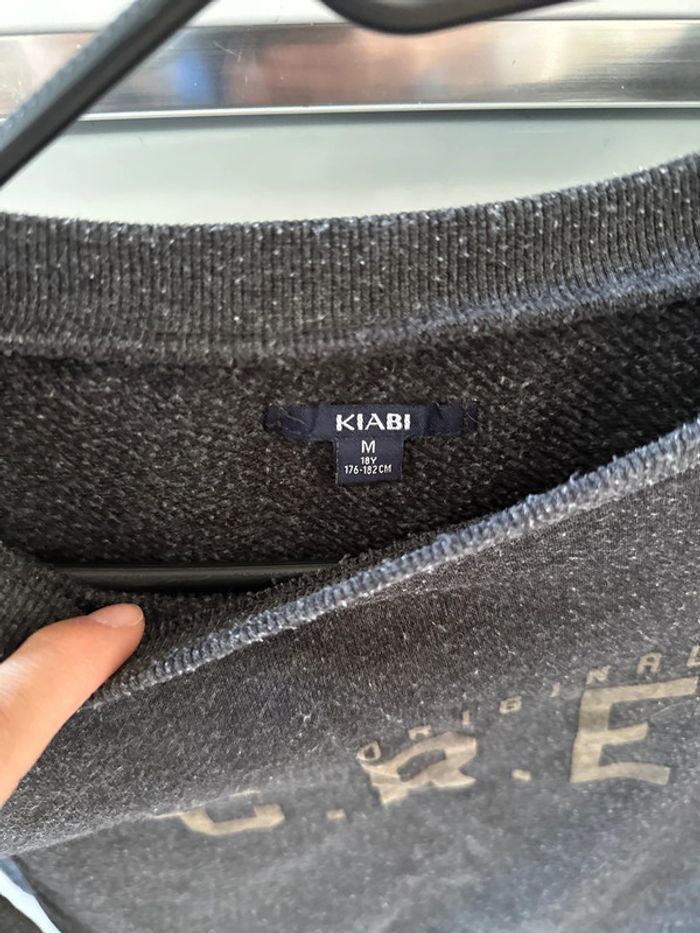 KIABI
M
18Y
176-182 CM
ORIGINAL
C.R.E